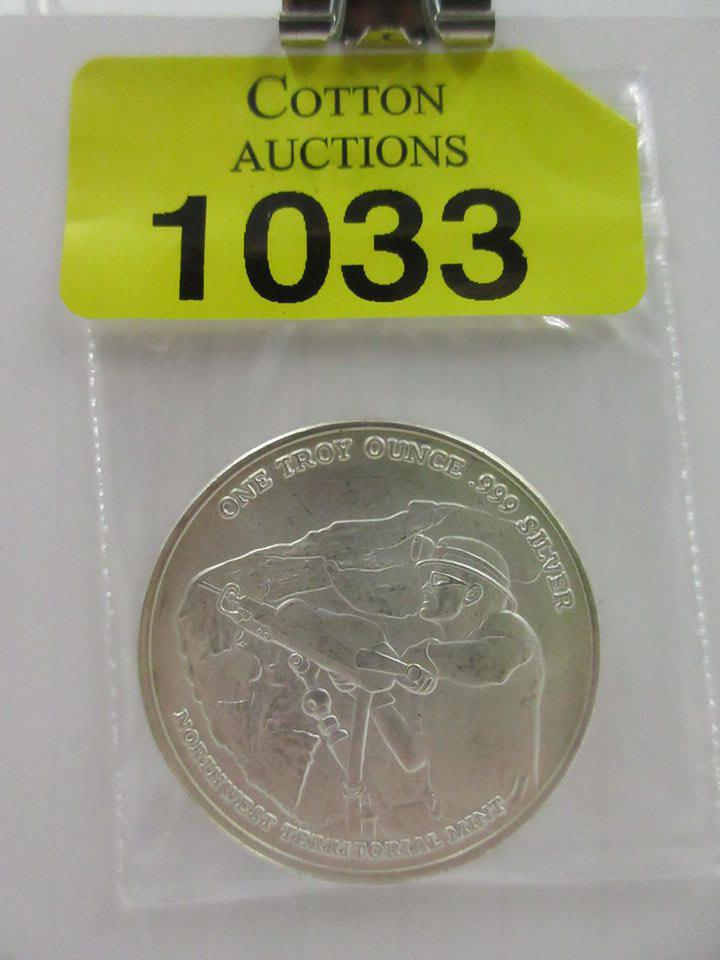 COTTON
AUCTIONS
1033
ONE TROY OUNCE .999 SILVER
NORTHWEST TERRITORIAL MINT